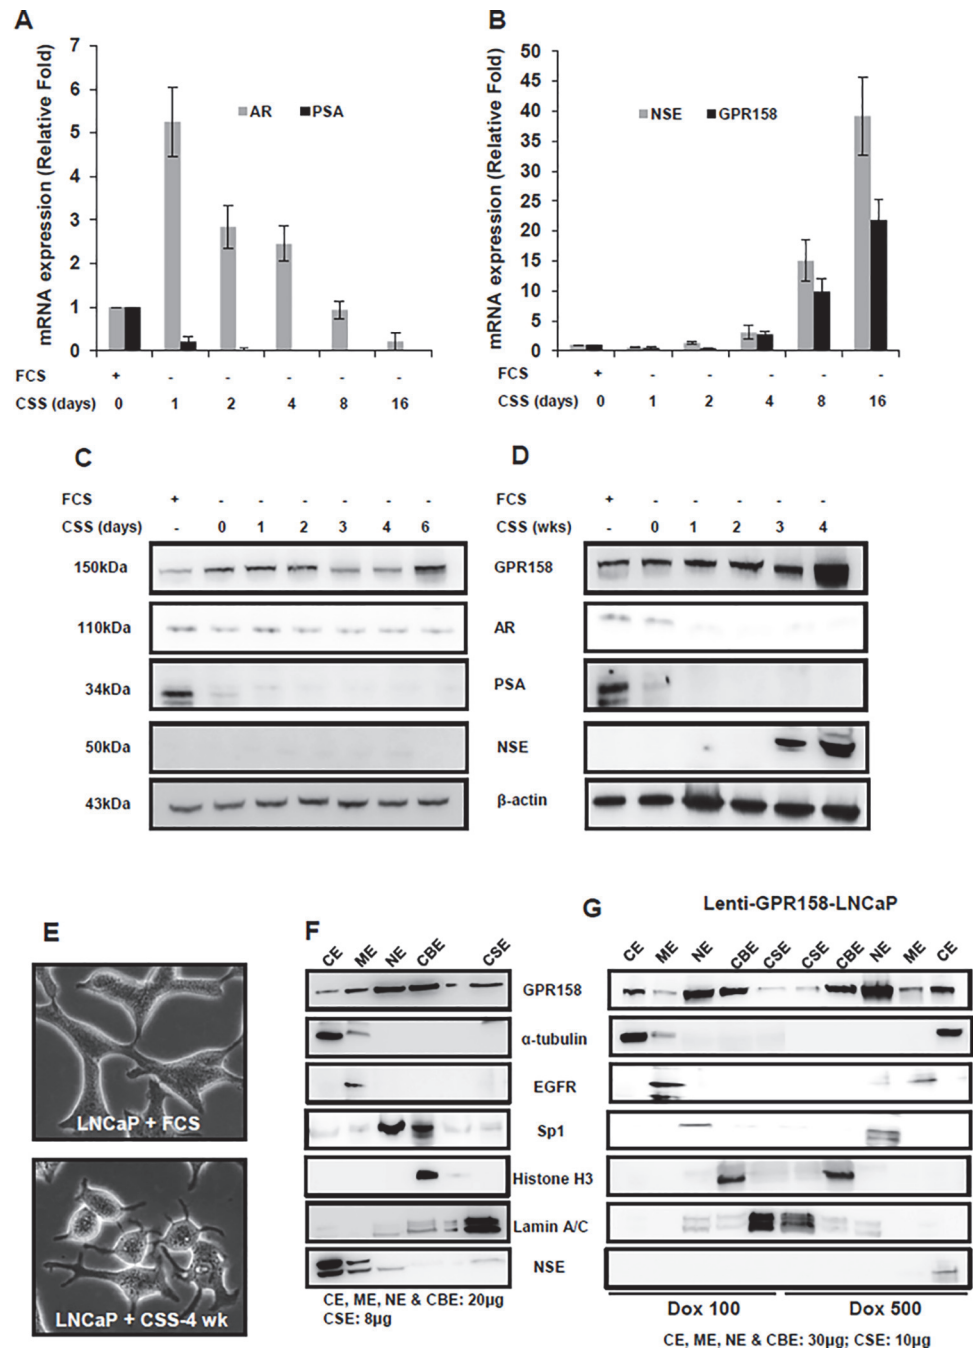 A
B
mRNA expression (Relative Fold)
7
6
5
4
3
2
1
0
AR PSA
FCS + - - - - -
CSS (days) 0 1 2 4 8 16
mRNA expression (Relative Fold)
50
45
40
35
30
25
20
15
10
5
0
NSE GPR158
FCS + - - - - -
CSS (days) 0 1 2 4 8 16
C
FCS + - - - - - -
CSS (days) - 0 1 2 3 4 6
150kDa
110kDa
34kDa
50kDa
43kDa
D
FCS + - - - - -
CSS (wks) - 0 1 2 3 4
GPR158
AR
PSA
NSE
β-actin
E
LNCaP + FCS
LNCaP + CSS-4 wk
F
CE ME NE CBE CSE
GPR158
α-tubulin
EGFR
Sp1
Histone H3
Lamin A/C
NSE
CE, ME, NE & CBE: 20µg
CSE: 8µg
G
Lenti-GPR158-LNCaP
CE ME NE CBE CSE CSE CBE NE ME CE
Dox 100 Dox 500
CE, ME, NE & CBE: 30µg; CSE: 10µg